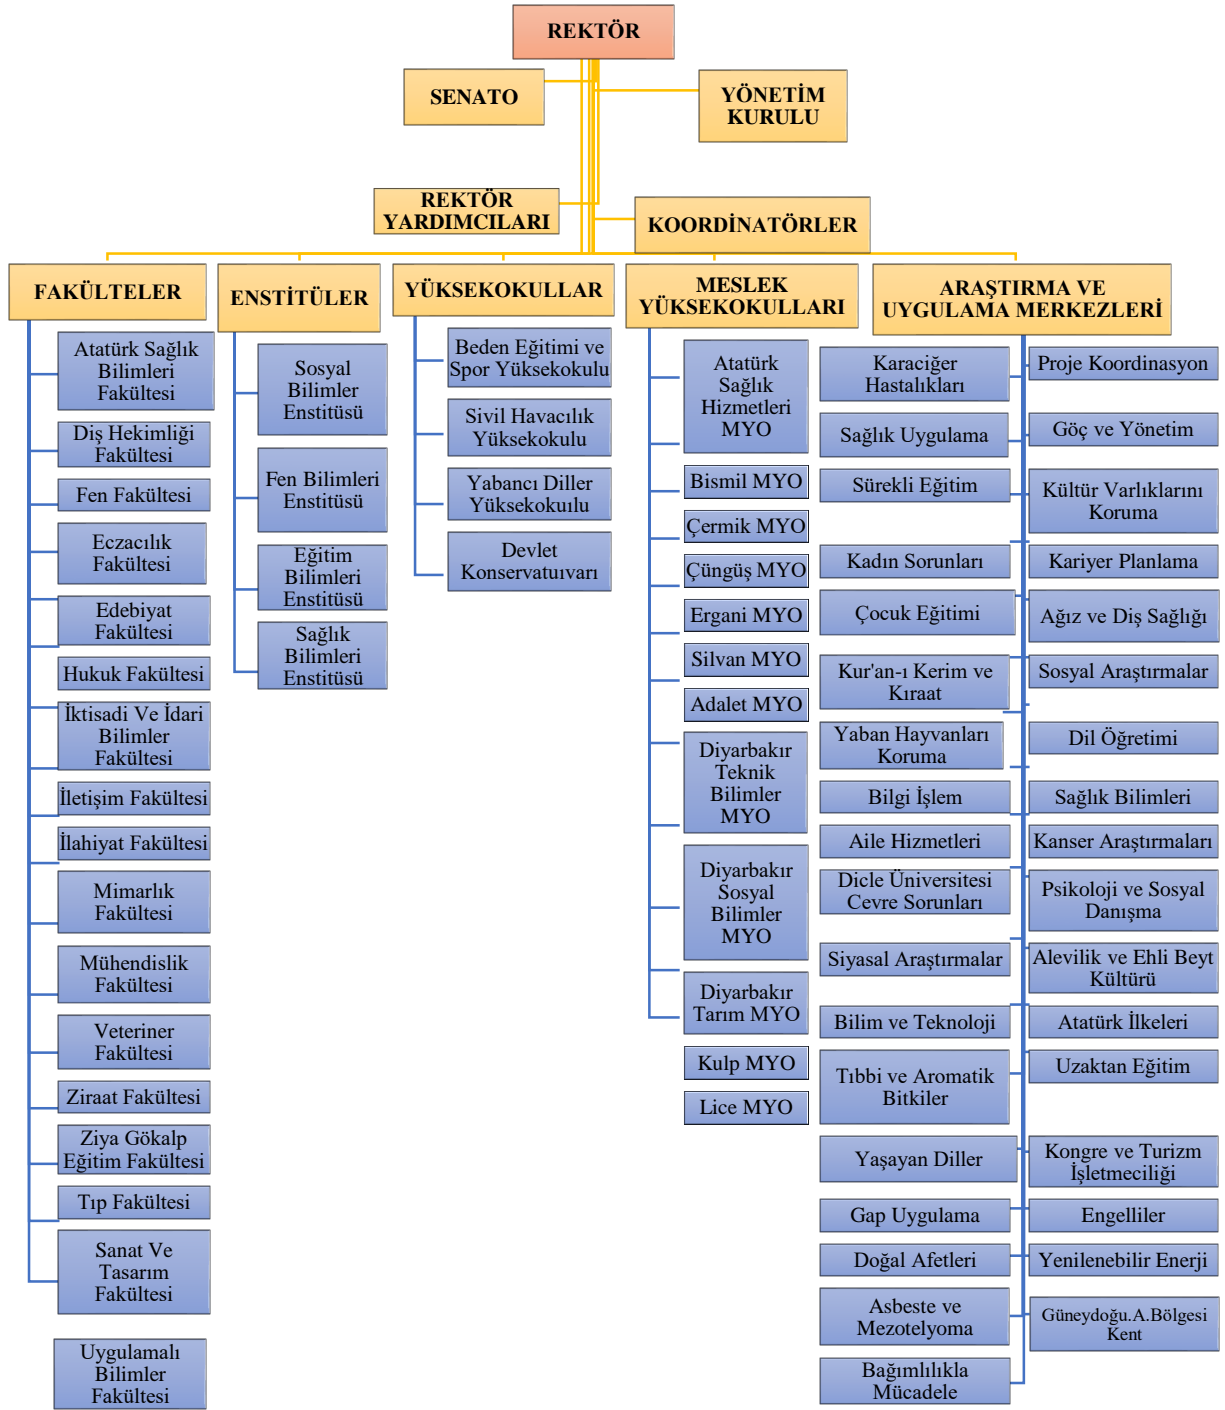 REKTÖR
SENATO
YÖNETİM
KURULU
REKTÖR
YARDIMCILARI
KOORDİNATÖRLER
FAKÜLTELER
Atatürk Sağlık
Bilimleri
Fakültesi
Diş Hekimliği
Fakültesi
Fen Fakültesi
Eczacılık
Fakültesi
Edebiyat
Fakültesi
Hukuk Fakültesi
İktisadi Ve İdari
Bilimler
Fakültesi
İletişim Fakültesi
İlahiyat Fakültesi
Mimarlık
Fakültesi
Mühendislik
Fakültesi
Veteriner
Fakültesi
Ziraat Fakültesi
Ziya Gökalp
Eğitim Fakültesi
Tıp Fakültesi
Sanat Ve
Tasarım
Fakültesi
Uygulamalı
Bilimler
Fakültesi
ENSTİTÜLER
Sosyal
Bilimler
Enstitüsü
Fen Bilimleri
Enstitüsü
Eğitim
Bilimleri
Enstitüsü
Sağlık
Bilimleri
Enstitüsü
YÜKSEKOKULLAR
Beden Eğitimi ve
Spor Yüksekokulu
Sivil Havacılık
Yüksekokulu
Yabancı Diller
Yüksekokuılu
Devlet
Konservatuıvarı
MESLEK
YÜKSEKOKULLARI
Atatürk
Sağlık
Hizmetleri
MYO
Bismil MYO
Çermik MYO
Çüngüş MYO
Ergani MYO
Silvan MYO
Adalet MYO
Diyarbakır
Teknik
Bilimler
MYO
Diyarbakır
Sosyal
Bilimler
MYO
Diyarbakır
Tarım MYO
Kulp MYO
Lice MYO
ARAŞTIRMA VE
UYGULAMA MERKEZLERİ
Karaciğer
Hastalıkları
Sağlık Uygulama
Sürekli Eğitim
Kadın Sorunları
Çocuk Eğitimi
Kur'an-ı Kerim ve
Kıraat
Yaban Hayvanları
Koruma
Bilgi İşlem
Aile Hizmetleri
Dicle Üniversitesi
Cevre Sorunları
Siyasal Araştırmalar
Bilim ve Teknoloji
Tıbbi ve Aromatik
Bitkiler
Yaşayan Diller
Gap Uygulama
Doğal Afetleri
Asbeste ve
Mezotelyoma
Bağımlılıkla
Mücadele
Proje Koordinasyon
Göç ve Yönetim
Kültür Varlıklarını
Koruma
Kariyer Planlama
Ağız ve Diş Sağlığı
Sosyal Araştırmalar
Dil Öğretimi
Sağlık Bilimleri
Kanser Araştırmaları
Psikoloji ve Sosyal
Danışma
Alevilik ve Ehli Beyt
Kültürü
Atatürk İlkeleri
Uzaktan Eğitim
Kongre ve Turizm
İşletmeciliği
Engelliler
Yenilenebilir Enerji
Güneydoğu.A.Bölgesi
Kent